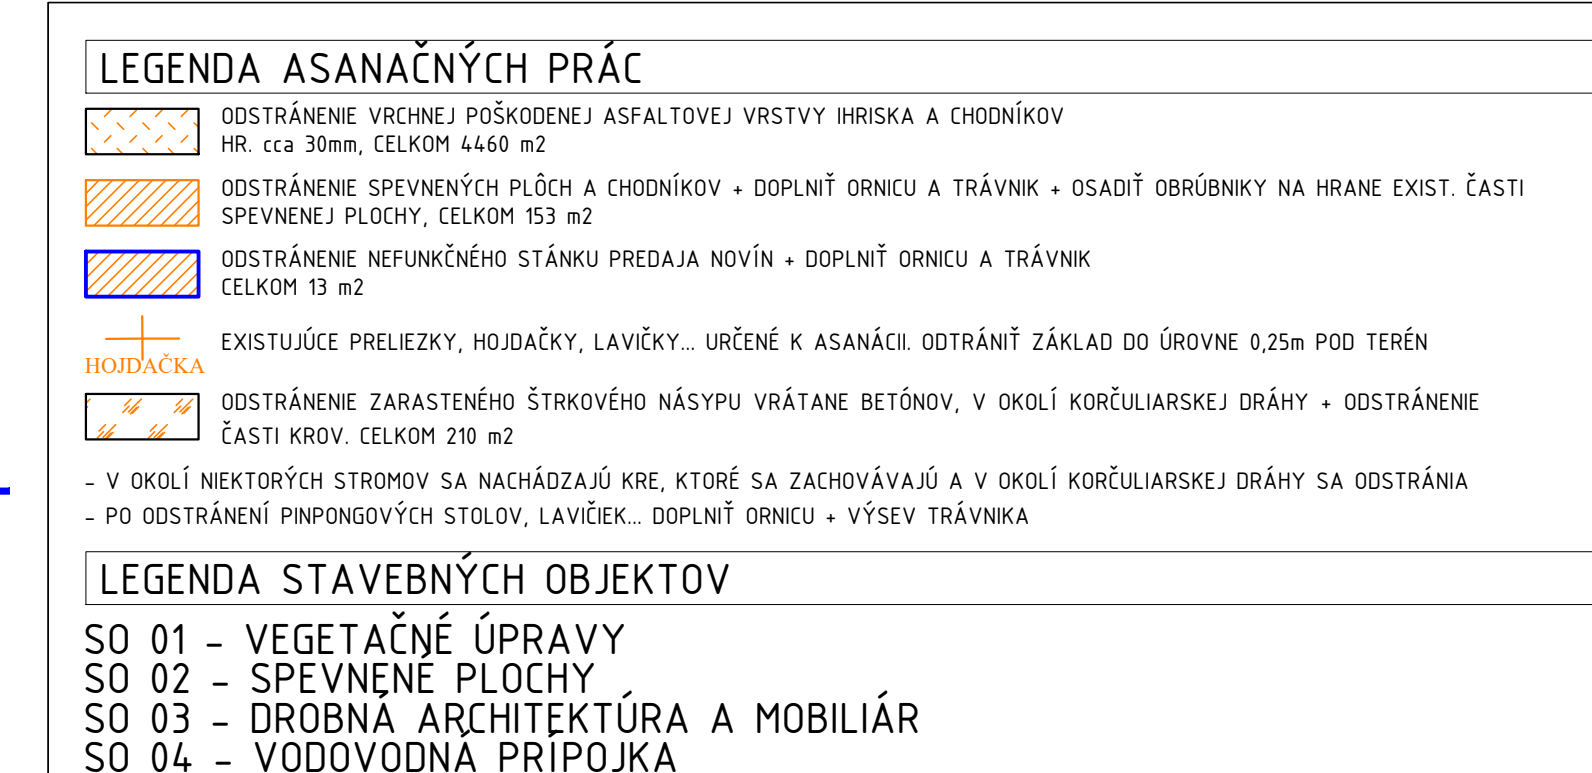 LEGENDA ASANAČNÝCH PRÁC
ODSTRÁNENIE VRCHNEJ POŠKODENEJ ASFALTOVEJ VRSTVY IHRISKA A CHODNÍKOV
HR. cca 30mm, CELKOM 4460 m2
ODSTRÁNENIE SPEVNENÝCH PLÔCH A CHODNÍKOV + DOPLNIŤ ORNICU A TRÁVNIK + OSADIŤ OBRÚBNIKY NA HRANE EXIST. ČASTI
SPEVNENEJ PLOCHY, CELKOM 153 m2
ODSTRÁNENIE NEFUNKČNÉHO STÁNKU PREDAJA NOVÍN + DOPLNIŤ ORNICU A TRÁVNIK
CELKOM 13 m2
EXISTUJÚCE PRELIEZKY, HOJDAČKY, LAVIČKY... URČENÉ K ASANÁCII. ODTRÁNIŤ ZÁKLAD DO ÚROVNE 0,25m POD TERÉN
HOJDAČKA
ODSTRÁNENIE ZARASTENÉHO ŠTRKOVÉHO NÁSYPU VRÁTANE BETÓNOV, V OKOLÍ KORČULIARSKEJ DRÁHY + ODSTRÁNENIE
ČASTI KROV. CELKOM 210 m2
- V OKOLÍ NIEKTORÝCH STROMOV SA NACHÁDZAJÚ KRE, KTORÉ SA ZACHOVÁVAJÚ A V OKOLÍ KORČULIARSKEJ DRÁHY SA ODSTRÁNIA
- PO ODSTRÁNENÍ PINPONGOVÝCH STOLOV, LAVIČIEK... DOPLNIŤ ORNICU + VÝSEV TRÁVNIKA
LEGENDA STAVEBNÝCH OBJEKTOV
SO 01 - VEGETAČNÉ ÚPRAVY
SO 02 - SPEVNENÉ PLOCHY
SO 03 - DROBNÁ ARCHITEKTÚRA A MOBILIÁR
SO 04 - VODOVODNÁ PRÍPOJKA